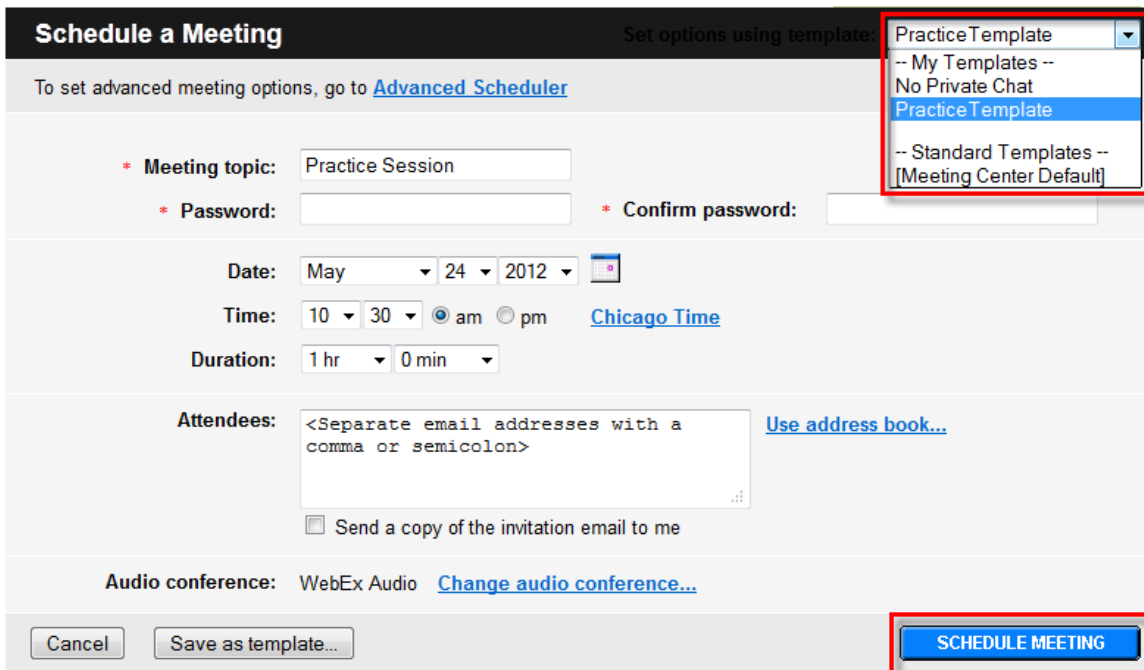 Schedule a Meeting
Set options using template: PracticeTemplate
-- My Templates --
No Private Chat
PracticeTemplate
-- Standard Templates --
[Meeting Center Default]
To set advanced meeting options, go to Advanced Scheduler
* Meeting topic: Practice Session
* Password: * Confirm password:
Date: May 24 2012
Time: 10 30 am pm Chicago Time
Duration: 1 hr 0 min
Attendees: <Separate email addresses with a
comma or semicolon>
Use address book...
Send a copy of the invitation email to me
Audio conference: WebEx Audio Change audio conference...
Cancel Save as template... SCHEDULE MEETING